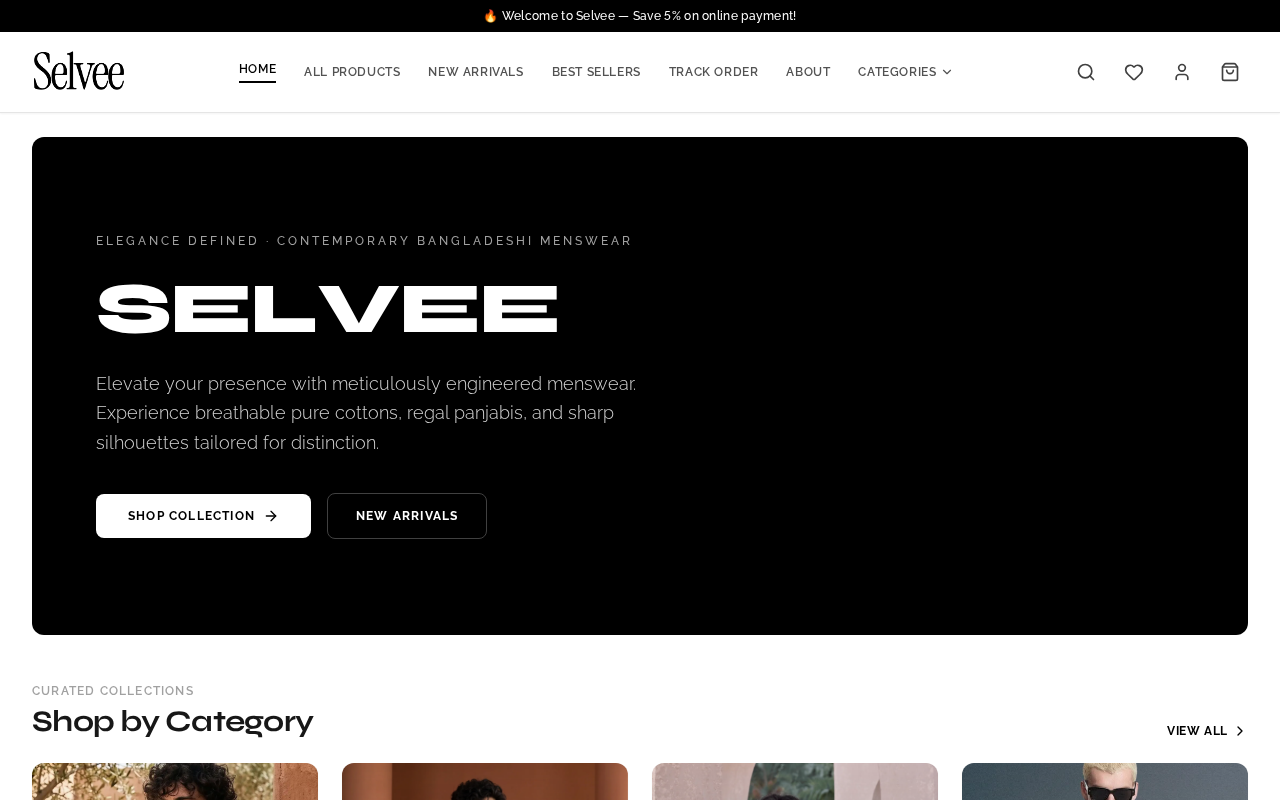 🔥 Welcome to Selvee — Save 5% on online payment!
Selvee
HOME
ALL PRODUCTS
NEW ARRIVALS
BEST SELLERS
TRACK ORDER
ABOUT
CATEGORIES
ELEGANCE DEFINED · CONTEMPORARY BANGLADESHI MENSWEAR
SELVEE
Elevate your presence with meticulously engineered menswear.
Experience breathable pure cottons, regal panjabis, and sharp
silhouettes tailored for distinction.
SHOP COLLECTION
NEW ARRIVALS
CURATED COLLECTIONS
Shop by Category
VIEW ALL